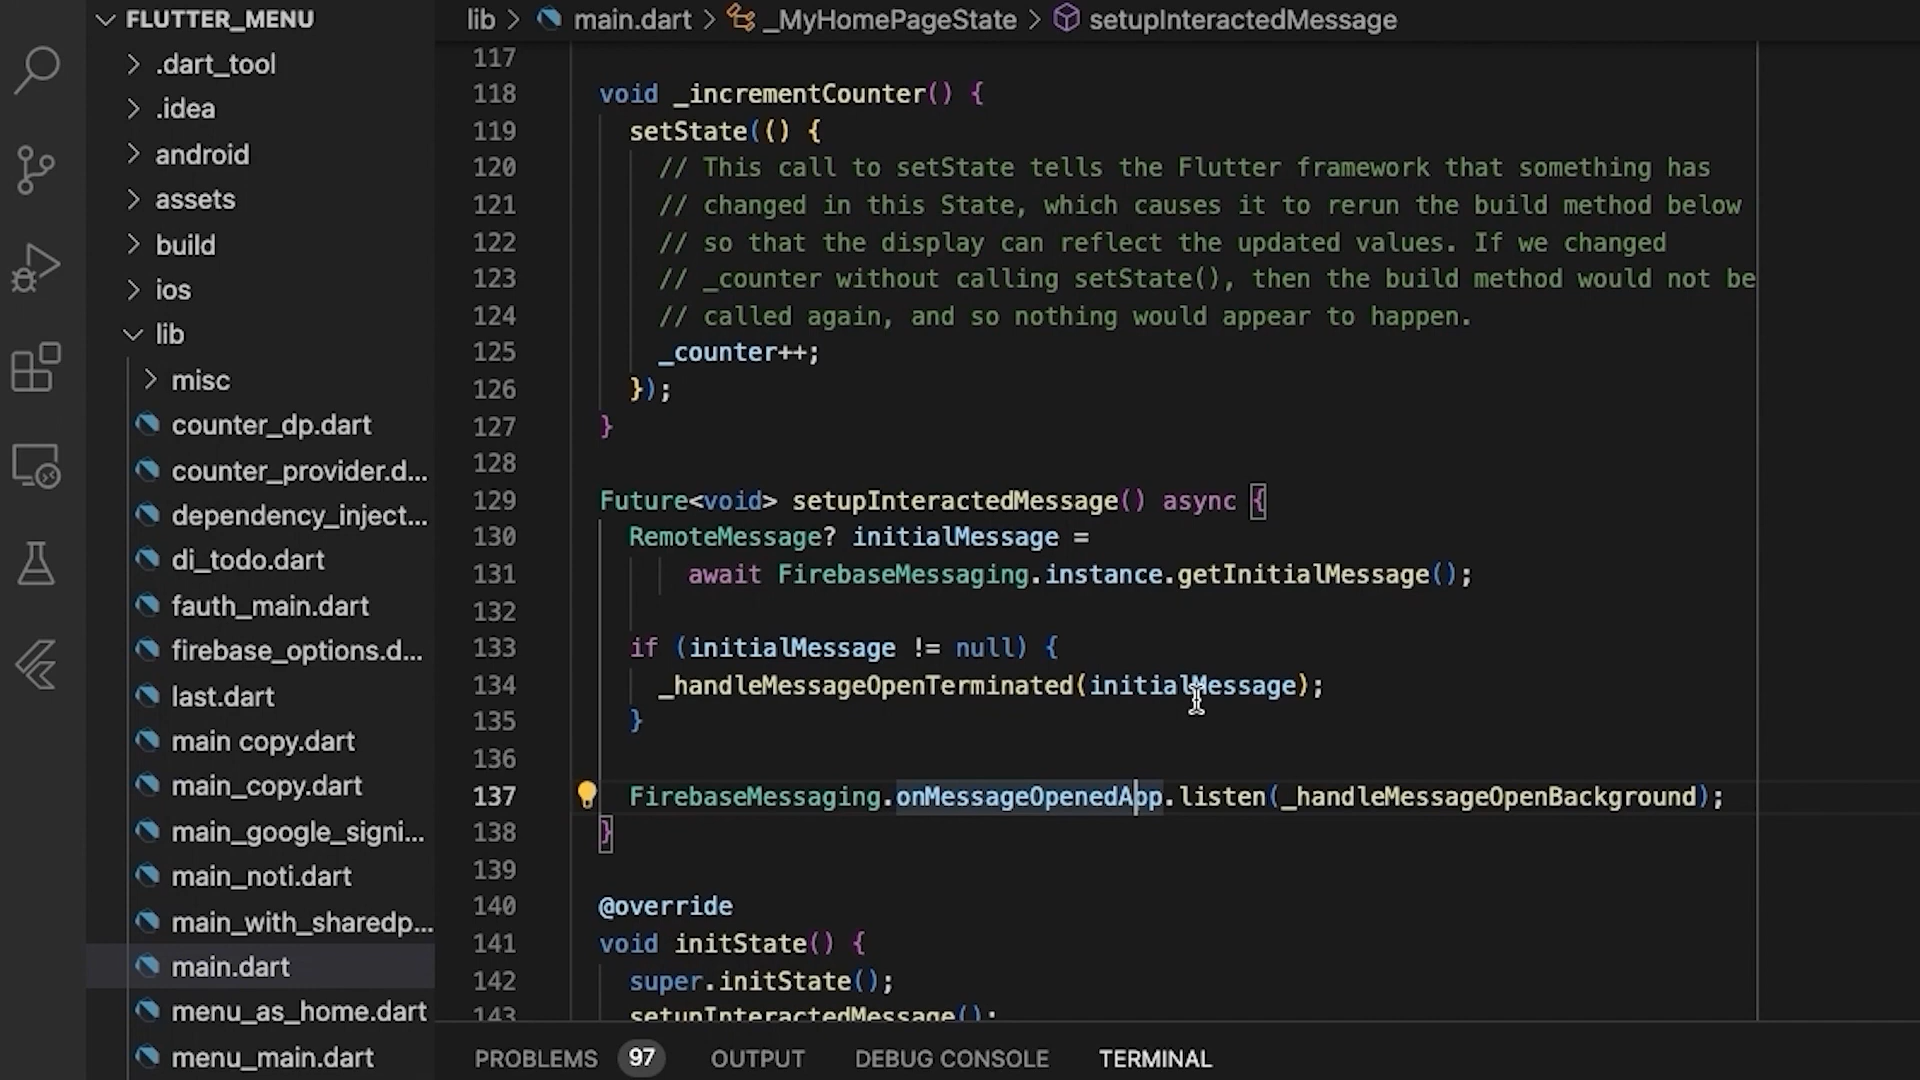 FLUTTER_MENU
.dart_tool
.idea
android
assets
build
ios
lib
misc
counter_dp.dart
counter_provider.d...
dependency_inject...
di_todo.dart
fauth_main.dart
firebase_options.d...
last.dart
main copy.dart
main_copy.dart
main_google_signi...
main_noti.dart
main_with_sharedp...
main.dart
menu_as_home.dart
menu_main.dart
lib > main.dart > _MyHomePageState > setupInteractedMessage
117
118 void _incrementCounter() {
119 setState(() {
120 // This call to setState tells the Flutter framework that something has
121 // changed in this State, which causes it to rerun the build method below
122 // so that the display can reflect the updated values. If we changed
123 // _counter without calling setState(), then the build method would not be
124 // called again, and so nothing would appear to happen.
125 _counter++;
126 });
127 }
128
129 Future<void> setupInteractedMessage() async {
130 RemoteMessage? initialMessage =
131 await FirebaseMessaging.instance.getInitialMessage();
132
133 if (initialMessage != null) {
134 _handleMessageOpenTerminated(initialMessage);
135 }
136
137 FirebaseMessaging.onMessageOpenedApp.listen(_handleMessageOpenBackground);
138 }
139
140 @override
141 void initState() {
142 super.initState();
143 setupInteractedMessage();
PROBLEMS 97 OUTPUT DEBUG CONSOLE TERMINAL